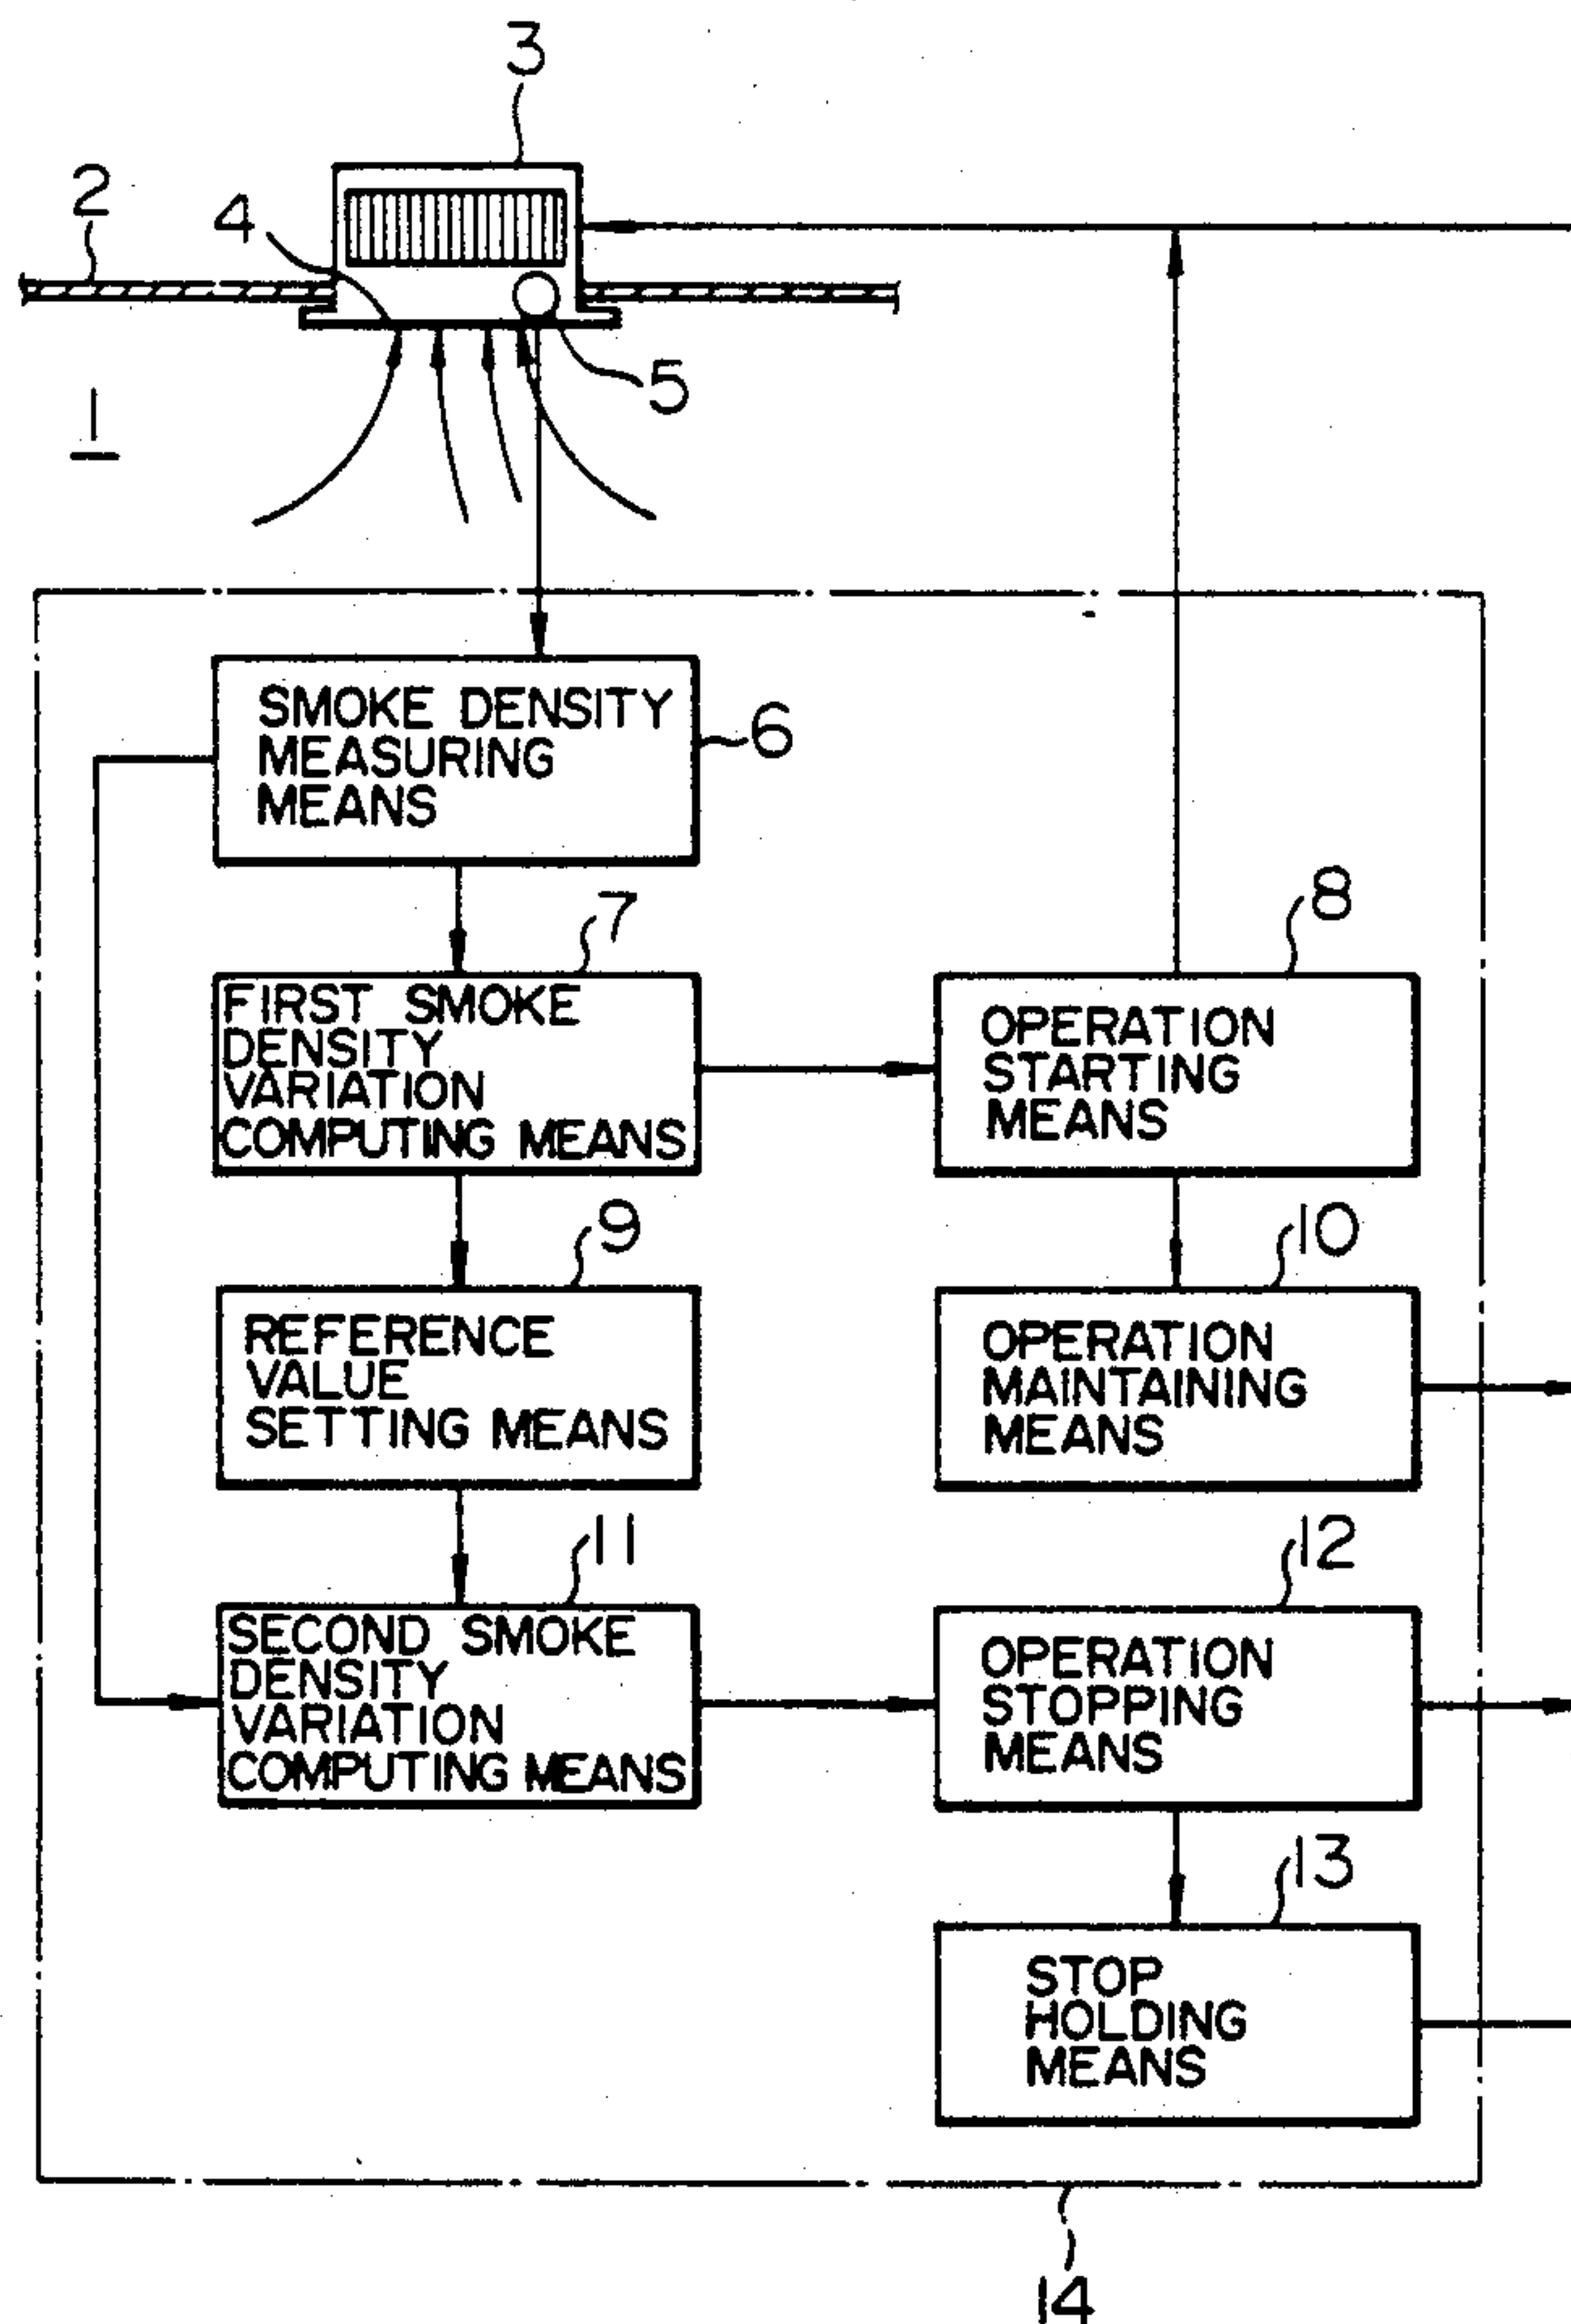 3
2
4
5
1
SMOKE DENSITY
MEASURING
MEANS
6
7
8
FIRST SMOKE
DENSITY
VARIATION
COMPUTING MEANS
OPERATION
STARTING
MEANS
9
10
REFERENCE
VALUE
SETTING MEANS
OPERATION
MAINTAINING
MEANS
11
12
SECOND SMOKE
DENSITY
VARIATION
COMPUTING MEANS
OPERATION
STOPPING
MEANS
13
STOP
HOLDING
MEANS
14